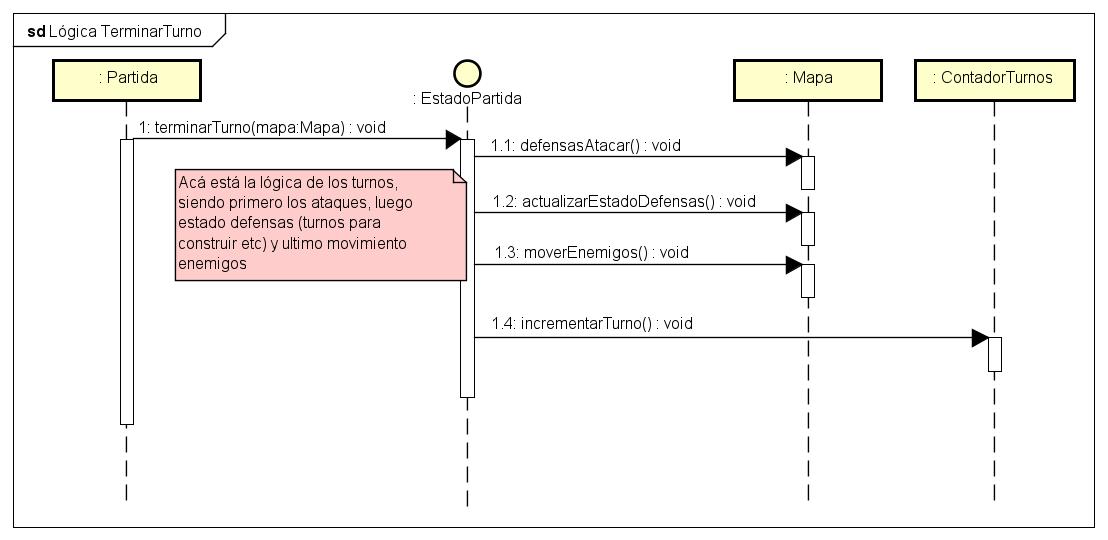 sd Lógica TerminarTurno
: Partida
: EstadoPartida
: Mapa
: ContadorTurnos
1: terminarTurno(mapa:Mapa) : void
1.1: defensasAtacar() : void
Acá está la lógica de los turnos,
siendo primero los ataques, luego
estado defensas (turnos para
construir etc) y ultimo movimiento
enemigos
1.2: actualizarEstadoDefensas() : void
1.3: moverEnemigos() : void
1.4: incrementarTurno() : void